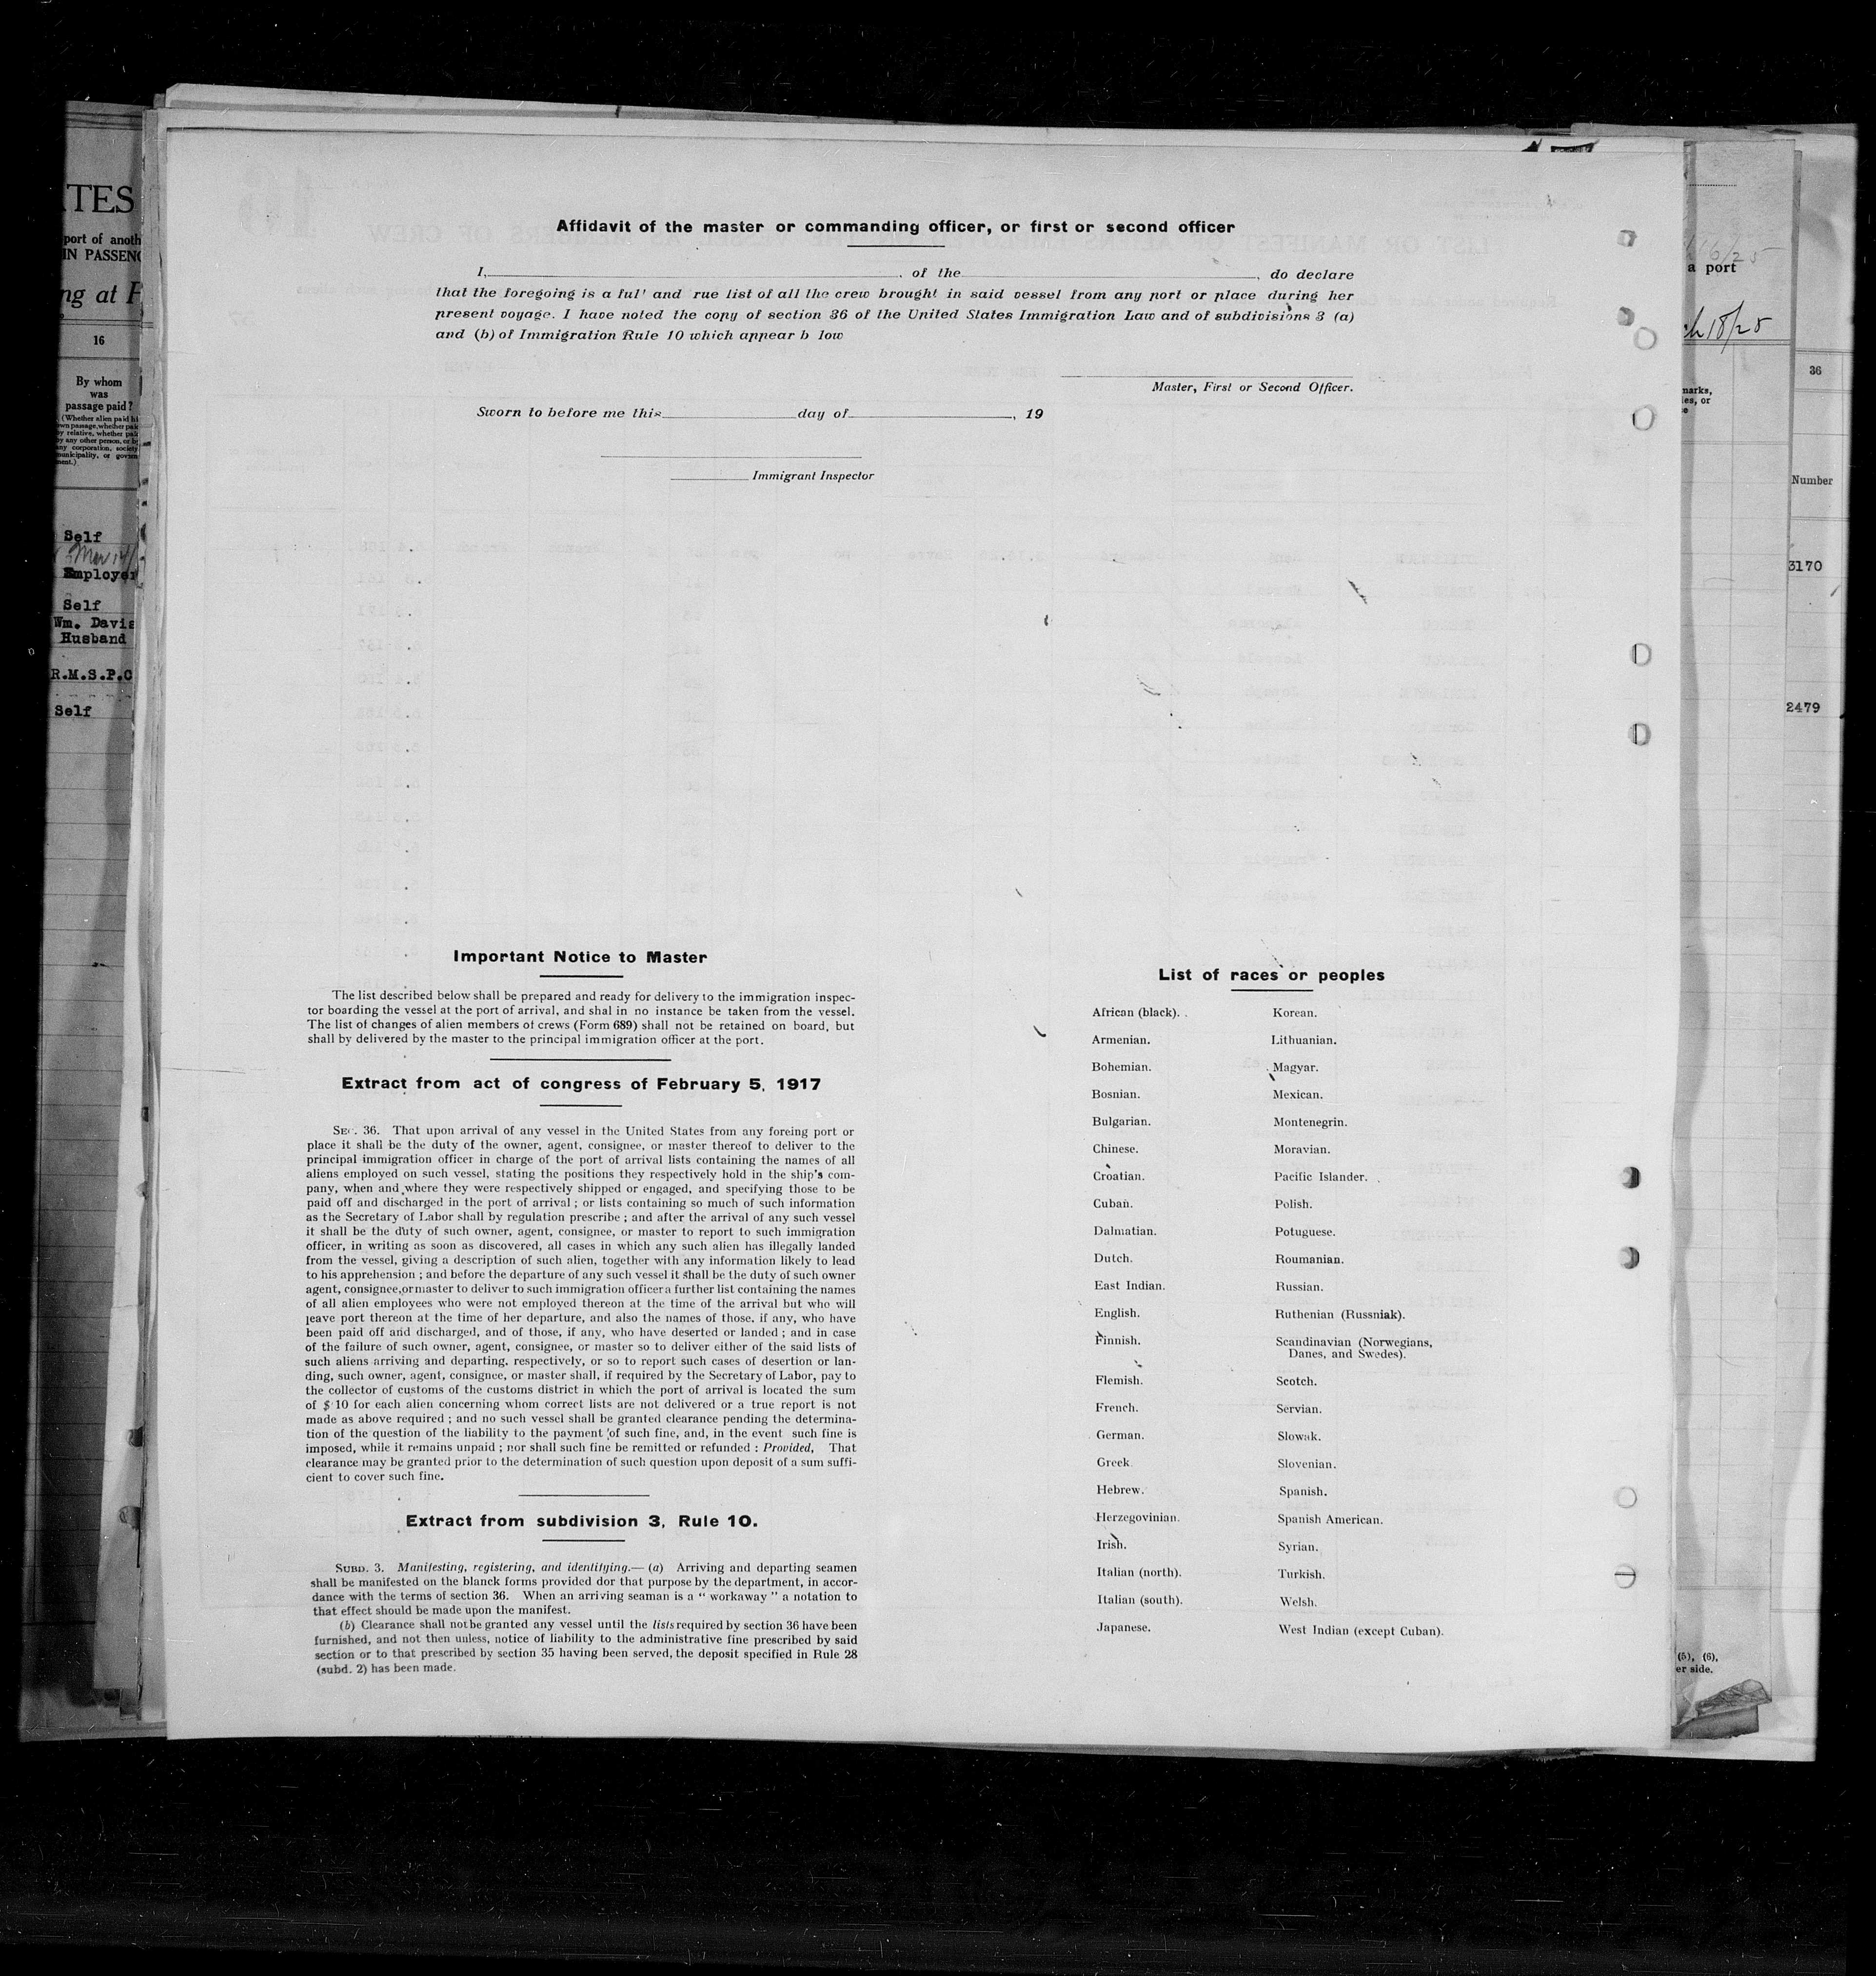 Affidavit of the master or commanding officer, or first or second officer
I, , of the , do declare
that the foregoing is a ful' and rue list of all the crew brought in said vessel from any port or place during her
present voyage. I have noted the copy of section 36 of the United States Immigration Law and of subdivisions 3 (a)
and (b) of Immigration Rule 10 which appear b low
Master, First or Second Officer.
Sworn to before me this day of , 19
Immigrant Inspector
Important Notice to Master
The list described below shall be prepared and ready for delivery to the immigration inspec-
tor boarding the vessel at the port of arrival, and shal in no instance be taken from the vessel.
The list of changes of alien members of crews (Form 689) shall not be retained on board, but
shall by delivered by the master to the principal immigration officer at the port.
Extract from act of congress of February 5, 1917
SEC. 36. That upon arrival of any vessel in the United States from any foreing port or
place it shall be the duty of the owner, agent, consignee, or master thereof to deliver to the
principal immigration officer in charge of the port of arrival lists containing the names of all
aliens employed on such vessel, stating the positions they respectively hold in the ship's com-
pany, when and where they were respectively shipped or engaged, and specifying those to be
paid off and discharged in the port of arrival ; or lists containing so much of such information
as the Secretary of Labor shall by regulation prescribe ; and after the arrival of any such vessel
it shall be the duty of such owner, agent, consignee, or master to report to such immigration
officer, in writing as soon as discovered, all cases in which any such alien has illegally landed
from the vessel, giving a description of such alien, together with any information likely to lead
to his apprehension ; and before the departure of any such vessel it shall be the duty of such owner
agent, consignee,or master to deliver to such immigration officer a further list containing the names
of all alien employees who were not employed thereon at the time of the arrival but who will
leave port thereon at the time of her departure, and also the names of those, if any, who have
been paid off and discharged, and of those, if any, who have deserted or landed ; and in case
of the failure of such owner, agent, consignee, or master so to deliver either of the said lists of
such aliens arriving and departing, respectively, or so to report such cases of desertion or lan-
ding, such owner, agent, consignee, or master shall, if required by the Secretary of Labor, pay to
the collector of customs of the customs district in which the port of arrival is located the sum
of $ 10 for each alien concerning whom correct lists are not delivered or a true report is not
made as above required ; and no such vessel shall be granted clearance pending the determina-
tion of the question of the liability to the payment of such fine, and, in the event such fine is
imposed, while it remains unpaid ; nor shall such fine be remitted or refunded : Provided, That
clearance may be granted prior to the determination of such question upon deposit of a sum suffi-
cient to cover such fine.
Extract from subdivision 3, Rule 10.
SUBD. 3. Manifesting, registering, and identifying.— (a) Arriving and departing seamen
shall be manifested on the blanck forms provided dor that purpose by the department, in accor-
dance with the terms of section 36. When an arriving seaman is a “ workaway ” a notation to
that effect should be made upon the manifest.
(b) Clearance shall not be granted any vessel until the lists required by section 36 have been
furnished, and not then unless, notice of liability to the administrative fine prescribed by said
section or to that prescribed by section 35 having been served, the deposit specified in Rule 28
(subd. 2) has been made.
List of races or peoples
African (black).
Armenian.
Bohemian.
Bosnian.
Bulgarian.
Chinese.
Croatian.
Cuban.
Dalmatian.
Dutch.
East Indian.
English.
Finnish.
Flemish.
French.
German.
Greek
Hebrew.
Herzegovinian.
Irish.
Italian (north).
Italian (south).
Japanese.
Korean.
Lithuanian.
Magyar.
Mexican.
Montenegrin.
Moravian.
Pacific Islander.
Polish.
Potuguese.
Roumanian.
Russian.
Ruthenian (Russniak).
Scandinavian (Norwegians,
Danes, and Swedes).
Scotch.
Servian.
Slowak.
Slovenian.
Spanish.
Spanish American.
Syrian.
Turkish.
Welsh.
West Indian (except Cuban).
TES
port of anoth
IN PASSEN
ng at
16
By whom
was
passage paid?
Self
Employer
Self
Wm. Davis
Husband
R.M.S.P.C
Self
a port
36
Number
3170
2479
(5), (6),
er side.